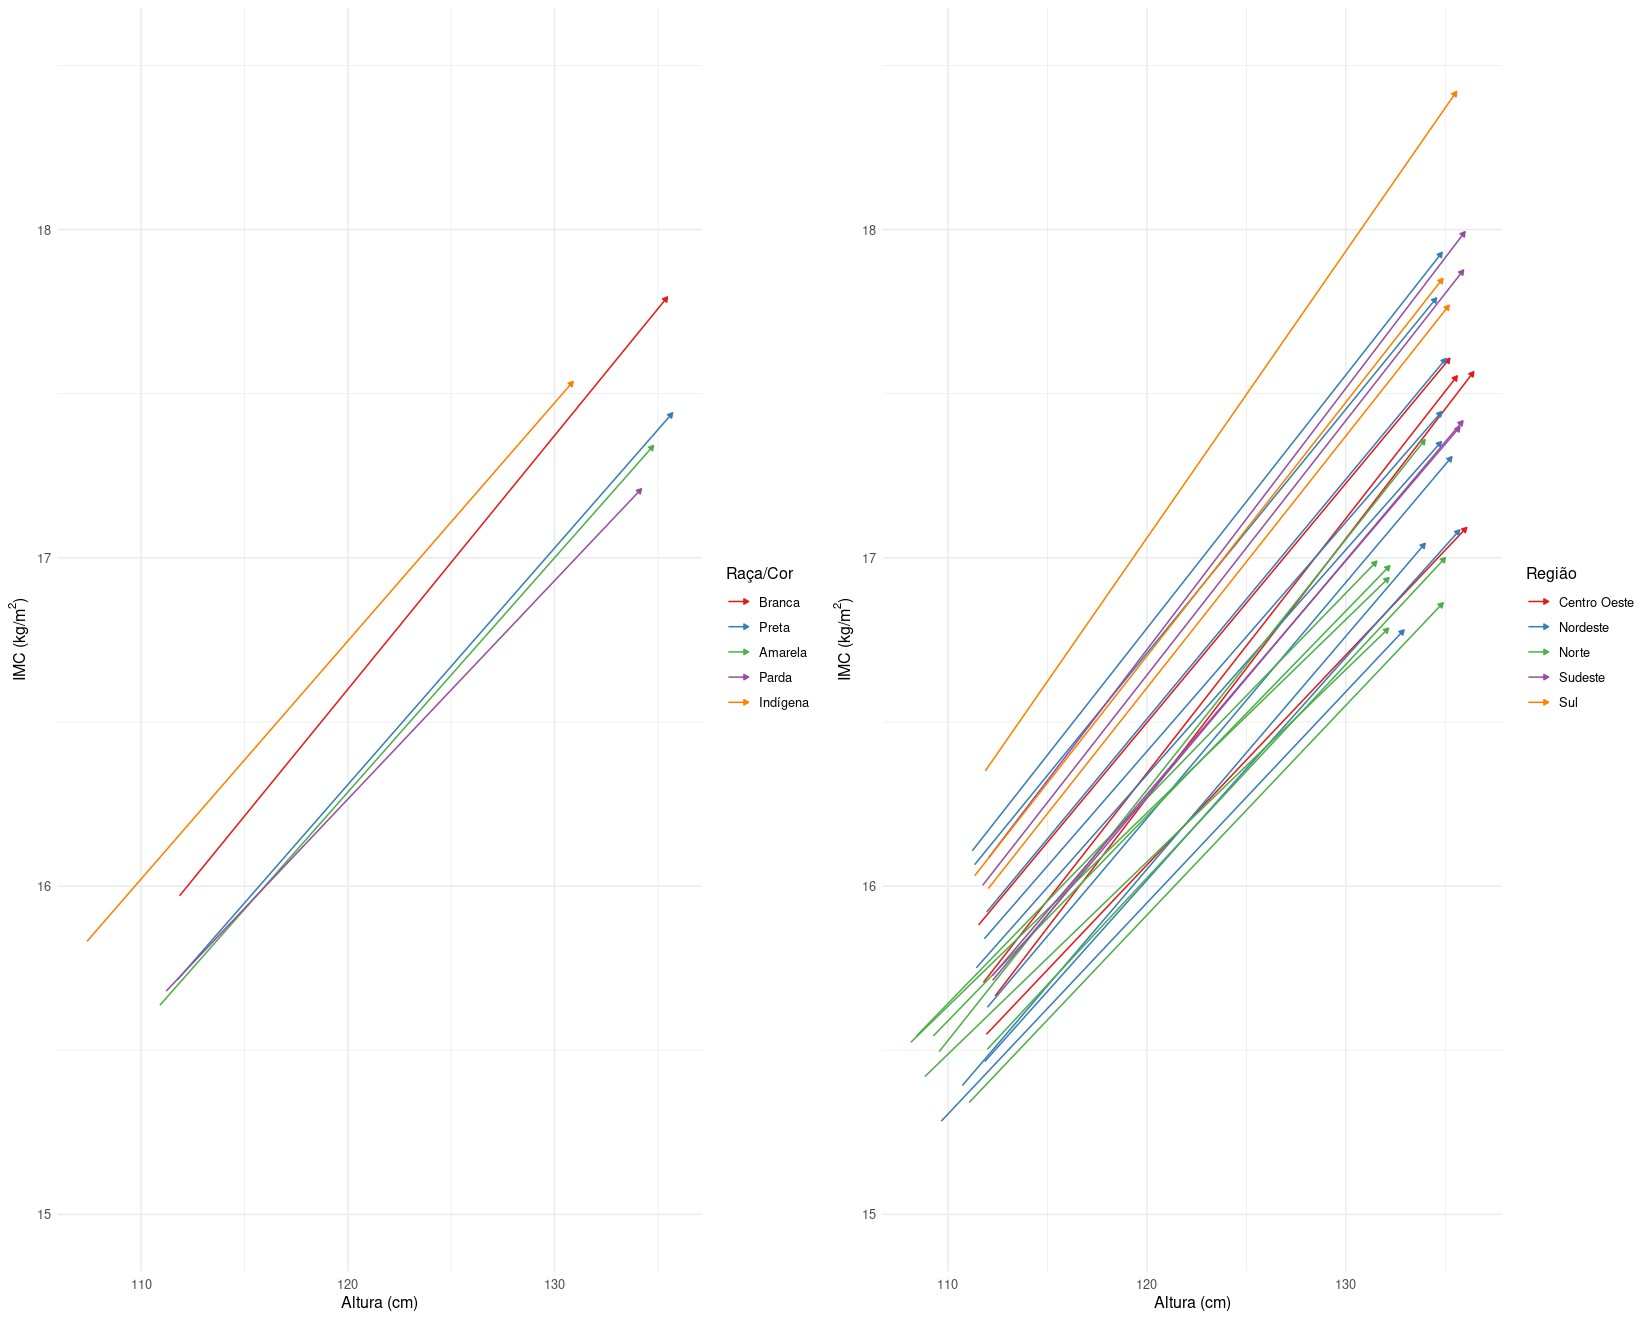 18
17
16
15
110
120
130
Altura (cm)
IMC (kg/m²)
Raça/Cor
Branca
Preta
Amarela
Parda
Indígena
18
17
16
15
110
120
130
Altura (cm)
IMC (kg/m²)
Região
Centro Oeste
Nordeste
Norte
Sudeste
Sul